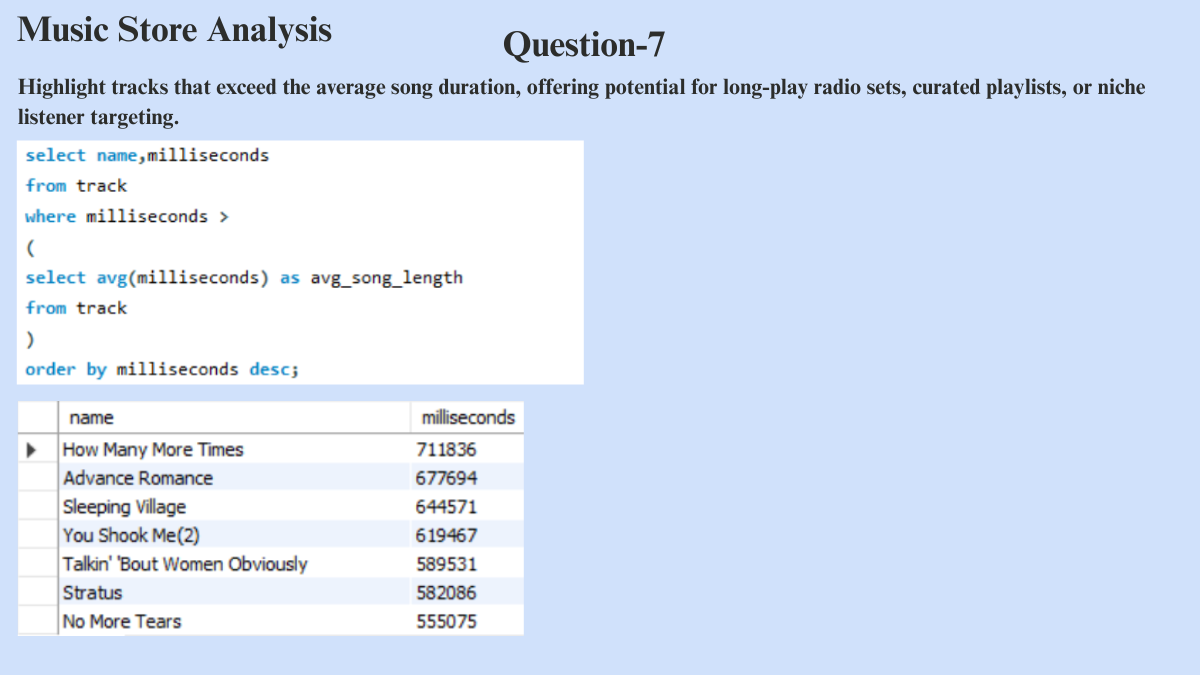 Music Store Analysis
Question-7
Highlight tracks that exceed the average song duration, offering potential for long-play radio sets, curated playlists, or niche
listener targeting.
select name,milliseconds
from track
where milliseconds >
(
select avg(milliseconds) as avg_song_length
from track
)
order by milliseconds desc;
name milliseconds
How Many More Times 711836
Advance Romance 677694
Sleeping Village 644571
You Shook Me(2) 619467
Talkin' 'Bout Women Obviously 589531
Stratus 582086
No More Tears 555075